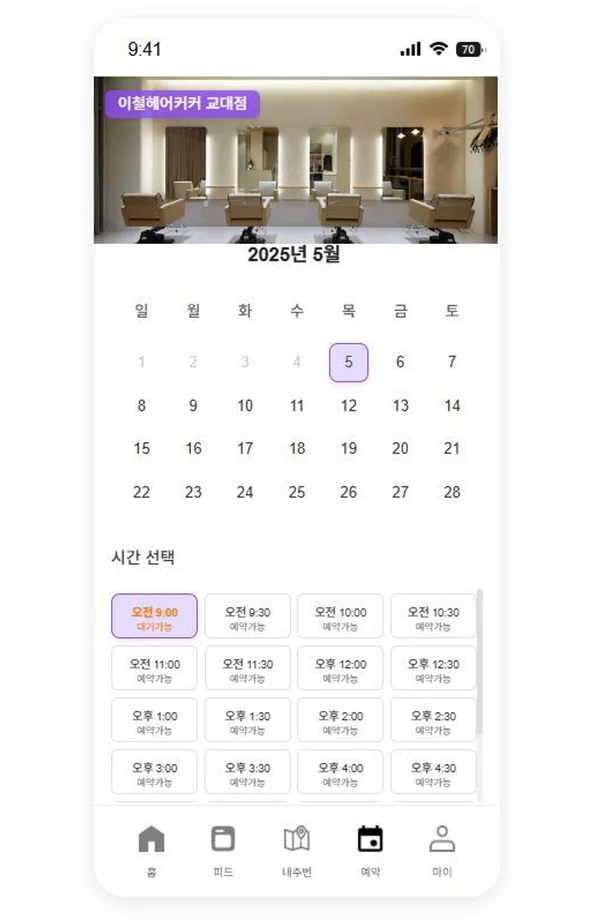 9:41
70
이철헤어커커 교대점
2025년 5월
일 월 화 수 목 금 토
1 2 3 4 5 6 7
8 9 10 11 12 13 14
15 16 17 18 19 20 21
22 23 24 25 26 27 28
시간 선택
오전 9:00 오전 9:30 오전 10:00 오전 10:30
대기가능 예약가능 예약가능 예약가능
오전 11:00 오전 11:30 오후 12:00 오후 12:30
예약가능 예약가능 예약가능 예약가능
오후 1:00 오후 1:30 오후 2:00 오후 2:30
예약가능 예약가능 예약가능 예약가능
오후 3:00 오후 3:30 오후 4:00 오후 4:30
예약가능 예약가능 예약가능 예약가능
홈 피드 내주변 예약 마이